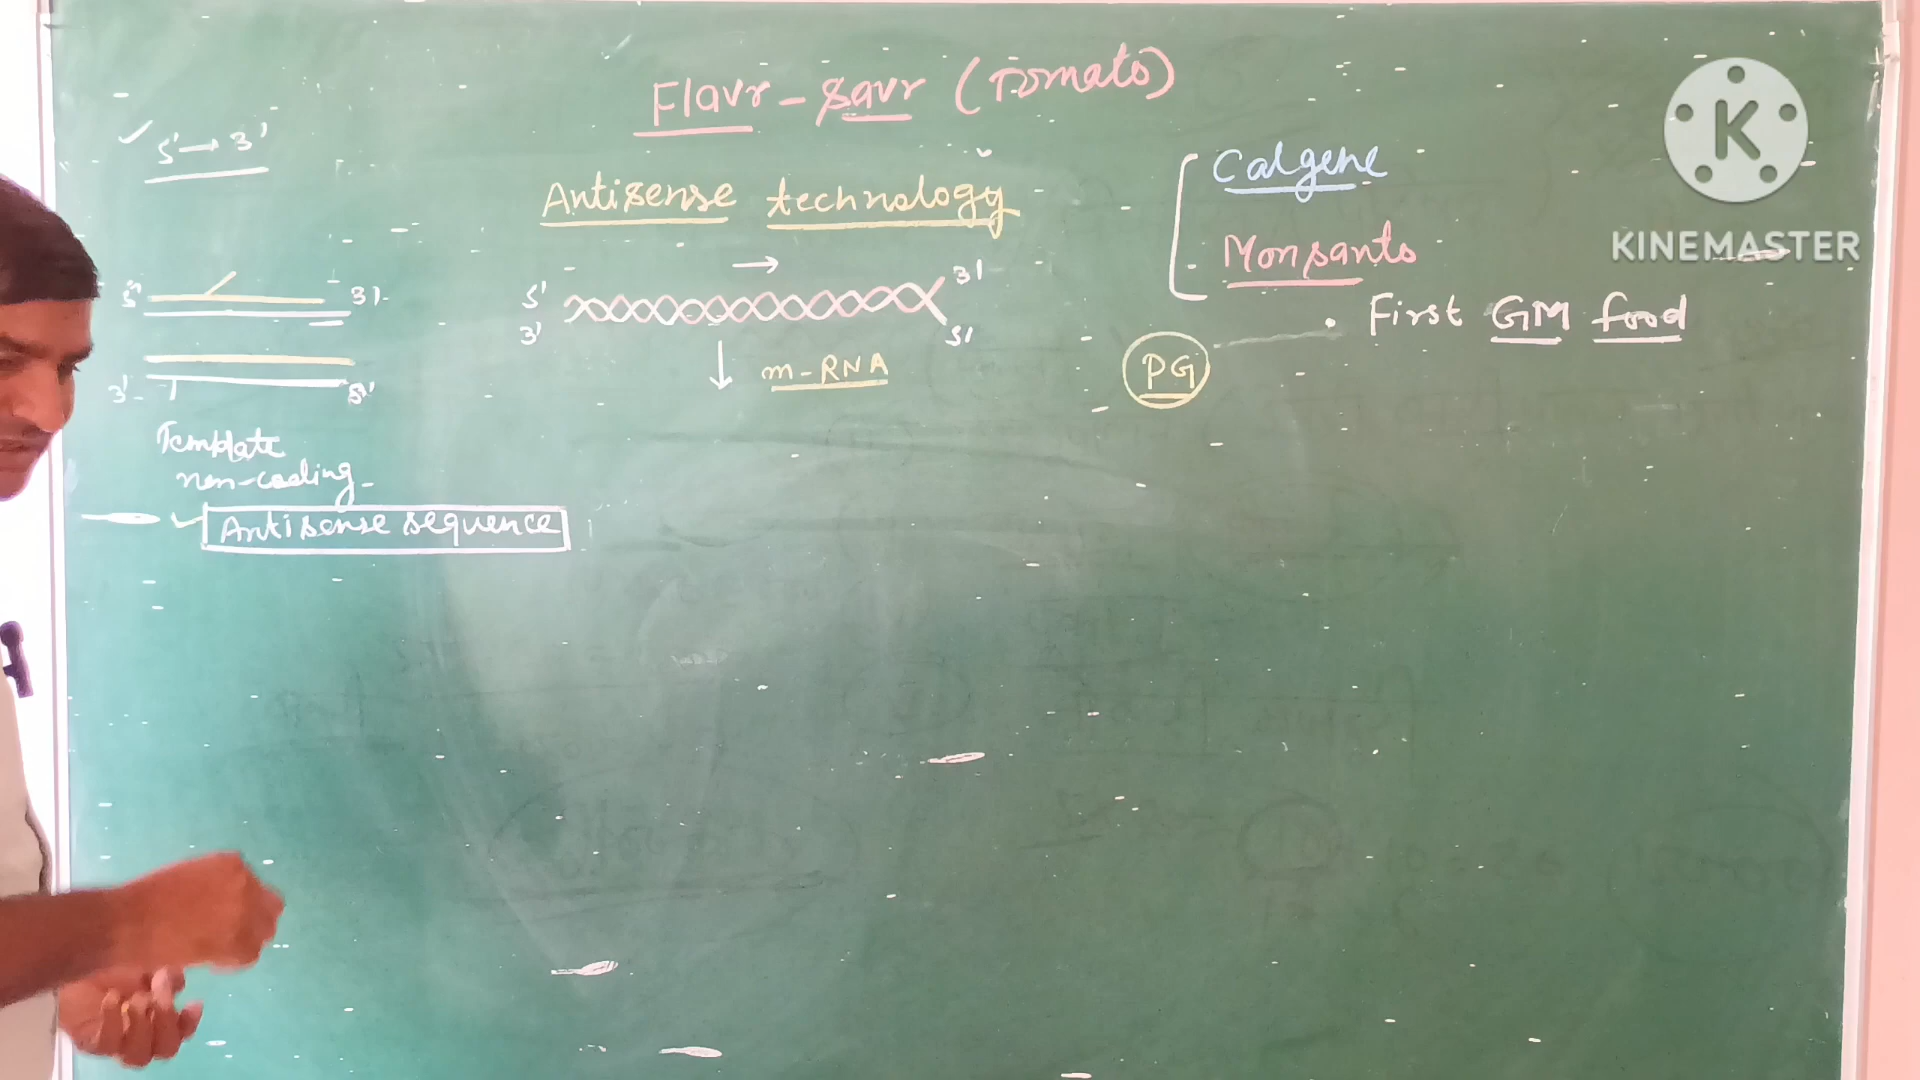 Flavr-savr (Tomato)
5' → 3'
Antisense technology
Calgene
Monsanto
• First GM food
5' 3'
5' 3'
3' 5'
↓ m-RNA
PG
3' 5'
Template
non-coding
Antisense sequence
K
KINEMASTER